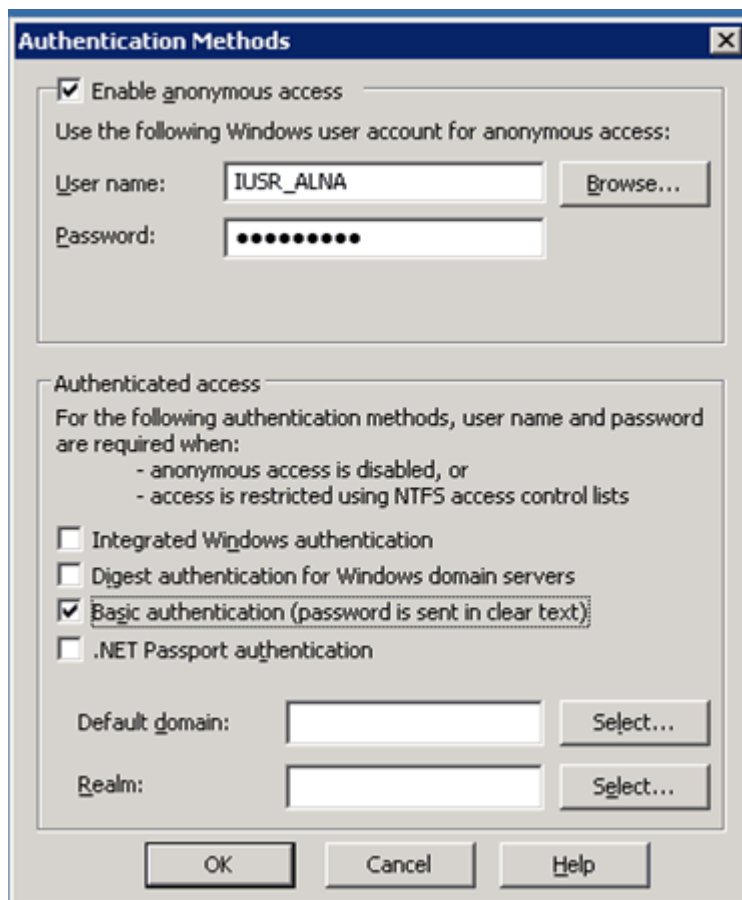 Authentication Methods
Enable anonymous access
Use the following Windows user account for anonymous access:
User name: IUSR_ALNA Browse...
Password: ●●●●●●●●●
Authenticated access
For the following authentication methods, user name and password
are required when:
- anonymous access is disabled, or
- access is restricted using NTFS access control lists
Integrated Windows authentication
Digest authentication for Windows domain servers
Basic authentication (password is sent in clear text)
.NET Passport authentication
Default domain: Select...
Realm: Select...
OK Cancel Help